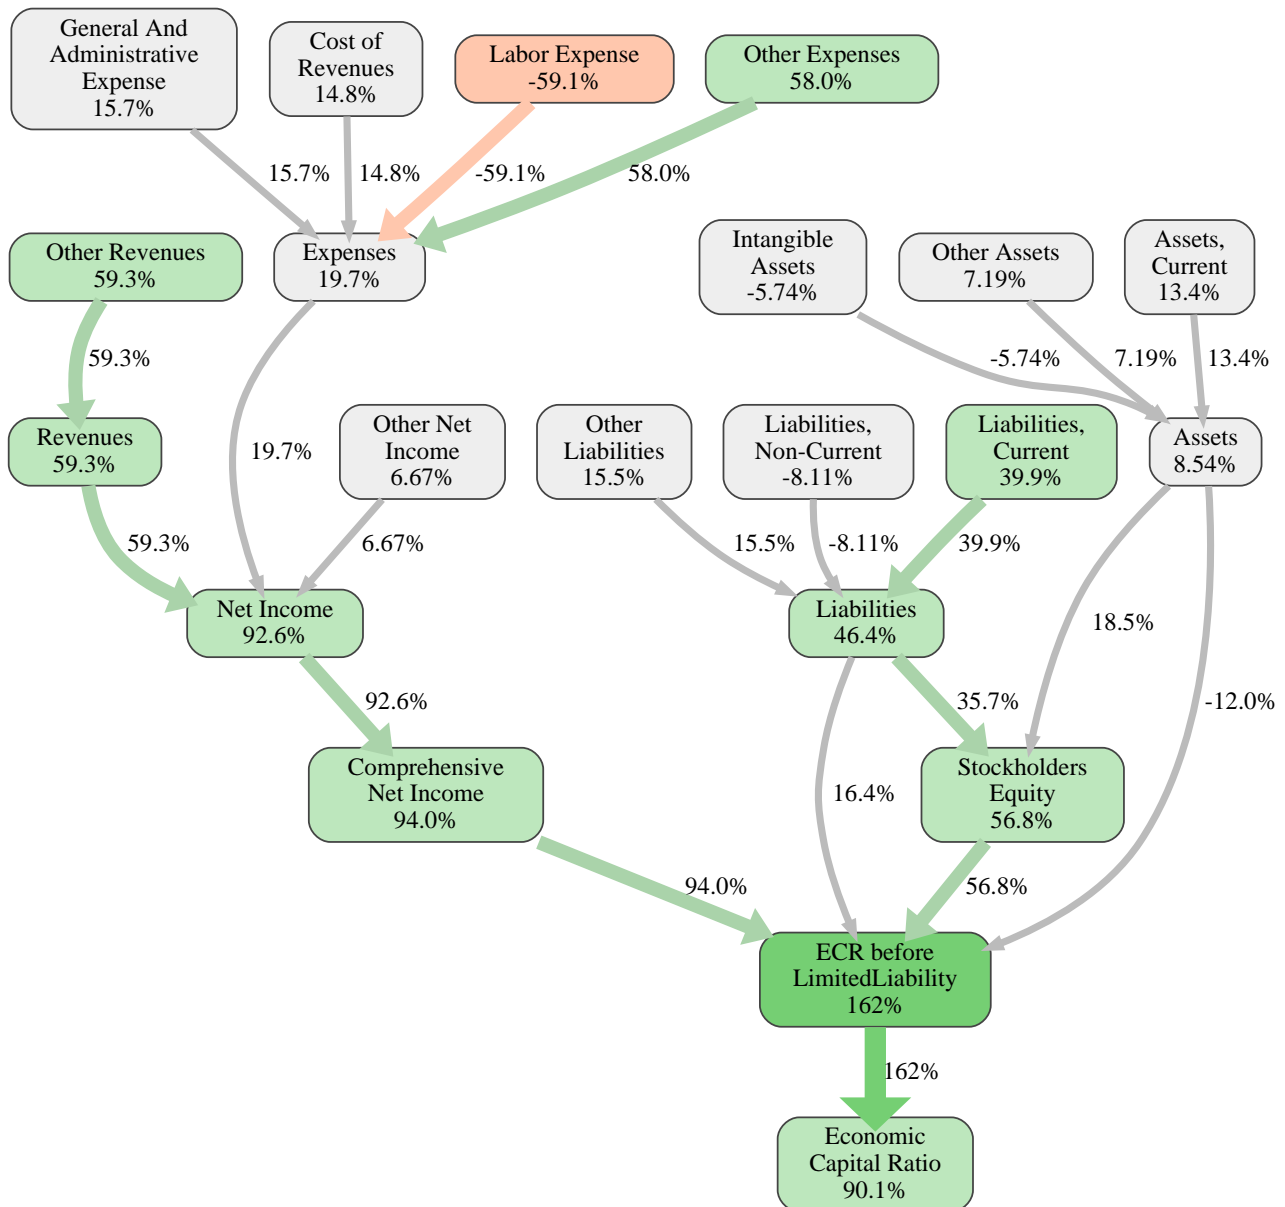 General And
Administrative
Expense
15.7%
Cost of
Revenues
14.8%
Labor Expense
-59.1%
Other Expenses
58.0%
15.7%
14.8%
-59.1%
58.0%
Other Revenues
59.3%
Expenses
19.7%
Intangible
Assets
-5.74%
Other Assets
7.19%
Assets,
Current
13.4%
59.3%
-5.74%
7.19%
13.4%
Revenues
59.3%
19.7%
Other Net
Income
6.67%
Other
Liabilities
15.5%
Liabilities,
Non-Current
-8.11%
Liabilities,
Current
39.9%
Assets
8.54%
59.3%
6.67%
15.5%
-8.11%
39.9%
Net Income
92.6%
Liabilities
46.4%
18.5%
92.6%
35.7%
-12.0%
Comprehensive
Net Income
94.0%
16.4%
Stockholders
Equity
56.8%
94.0%
56.8%
ECR before
LimitedLiability
162%
162%
Economic
Capital Ratio
90.1%